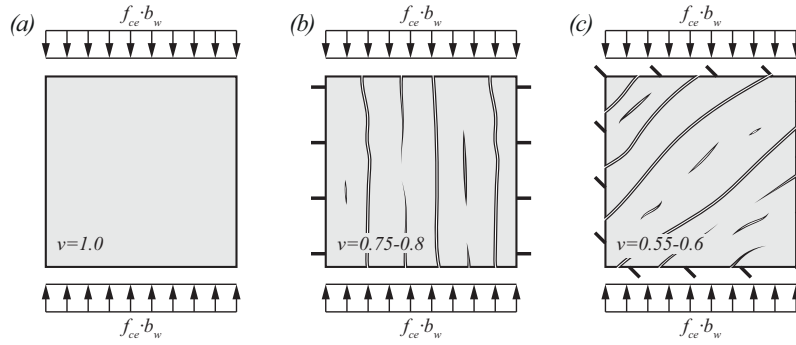 (a)
f_ce·b_w
v=1.0
f_ce·b_w
(b)
f_ce·b_w
v=0.75-0.8
f_ce·b_w
(c)
f_ce·b_w
v=0.55-0.6
f_ce·b_w